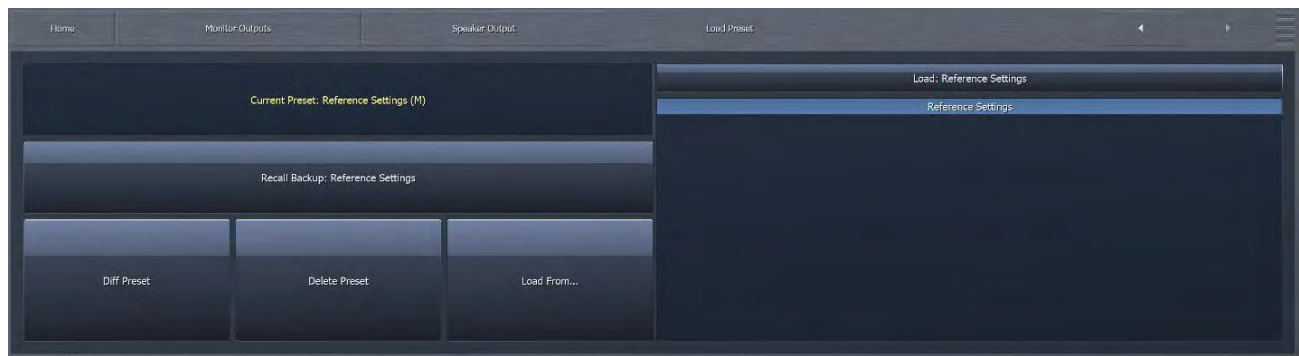 Home Monitor Outputs Speaker Output Load Preset
Current Preset: Reference Settings (M)
Recall Backup: Reference Settings
Diff Preset Delete Preset Load From...
Load: Reference Settings
Reference Settings